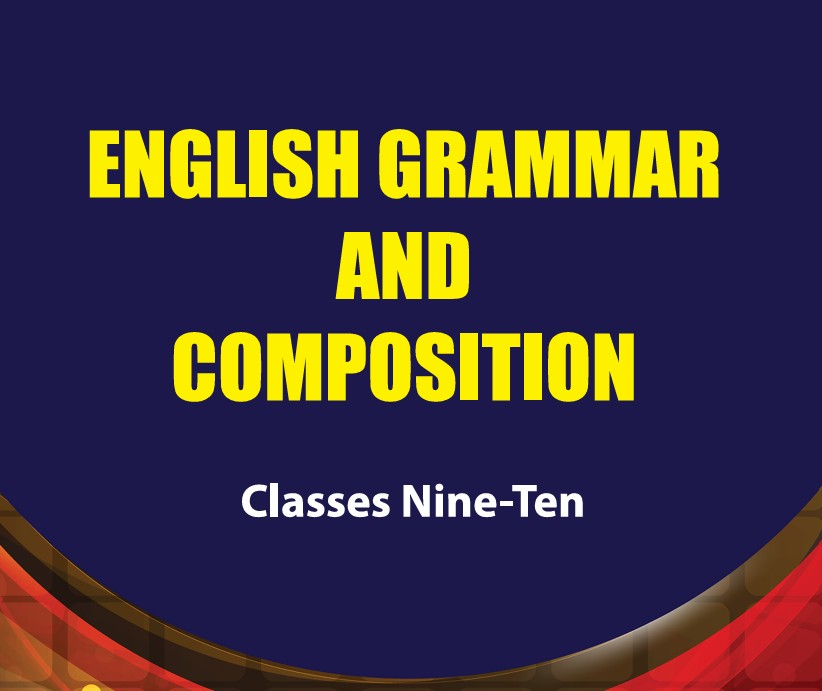 ENGLISH GRAMMAR
AND
COMPOSITION
Classes Nine-Ten